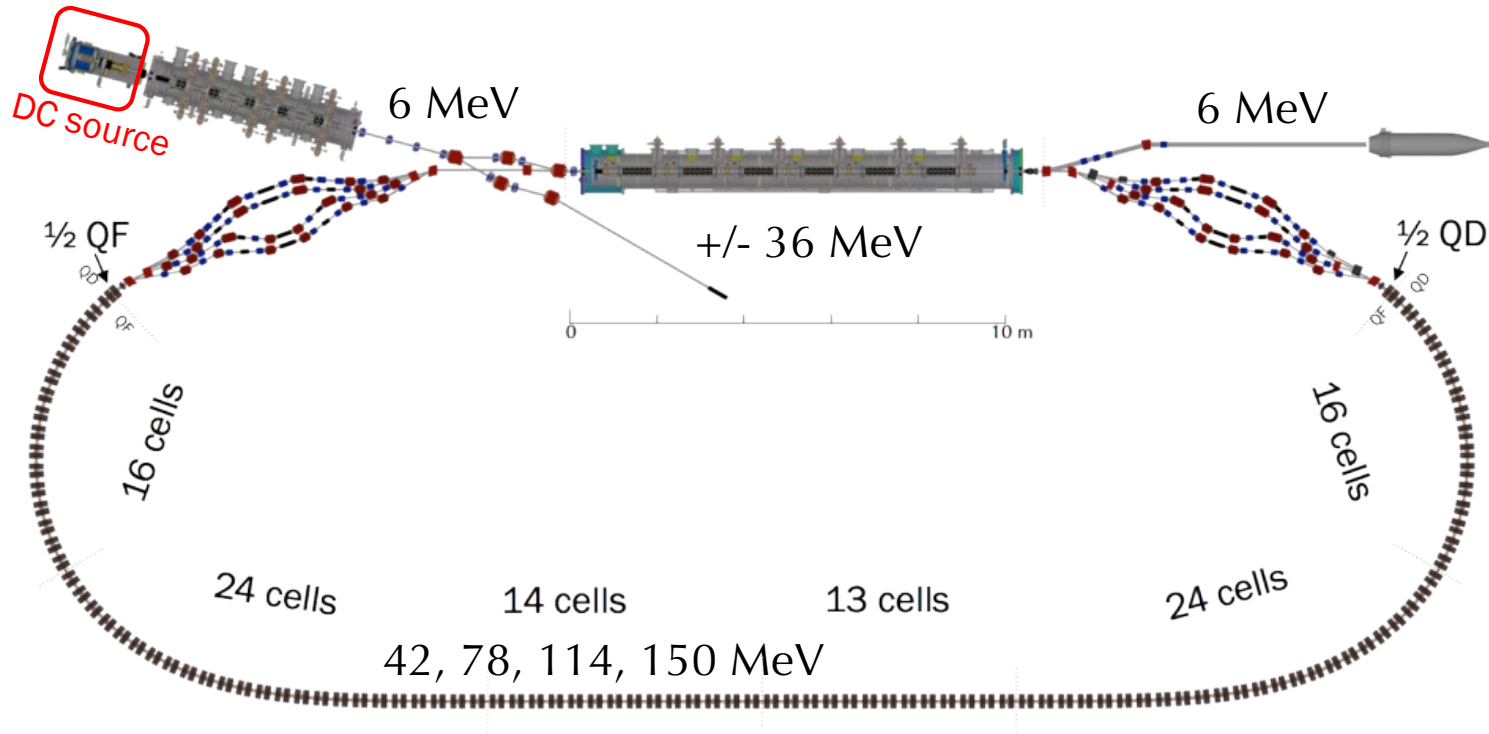 DC source
6 MeV
6 MeV
+/- 36 MeV
½ QF
½ QD
QD
QF
QD
QF
0
10 m
16 cells
16 cells
24 cells
14 cells
13 cells
24 cells
42, 78, 114, 150 MeV